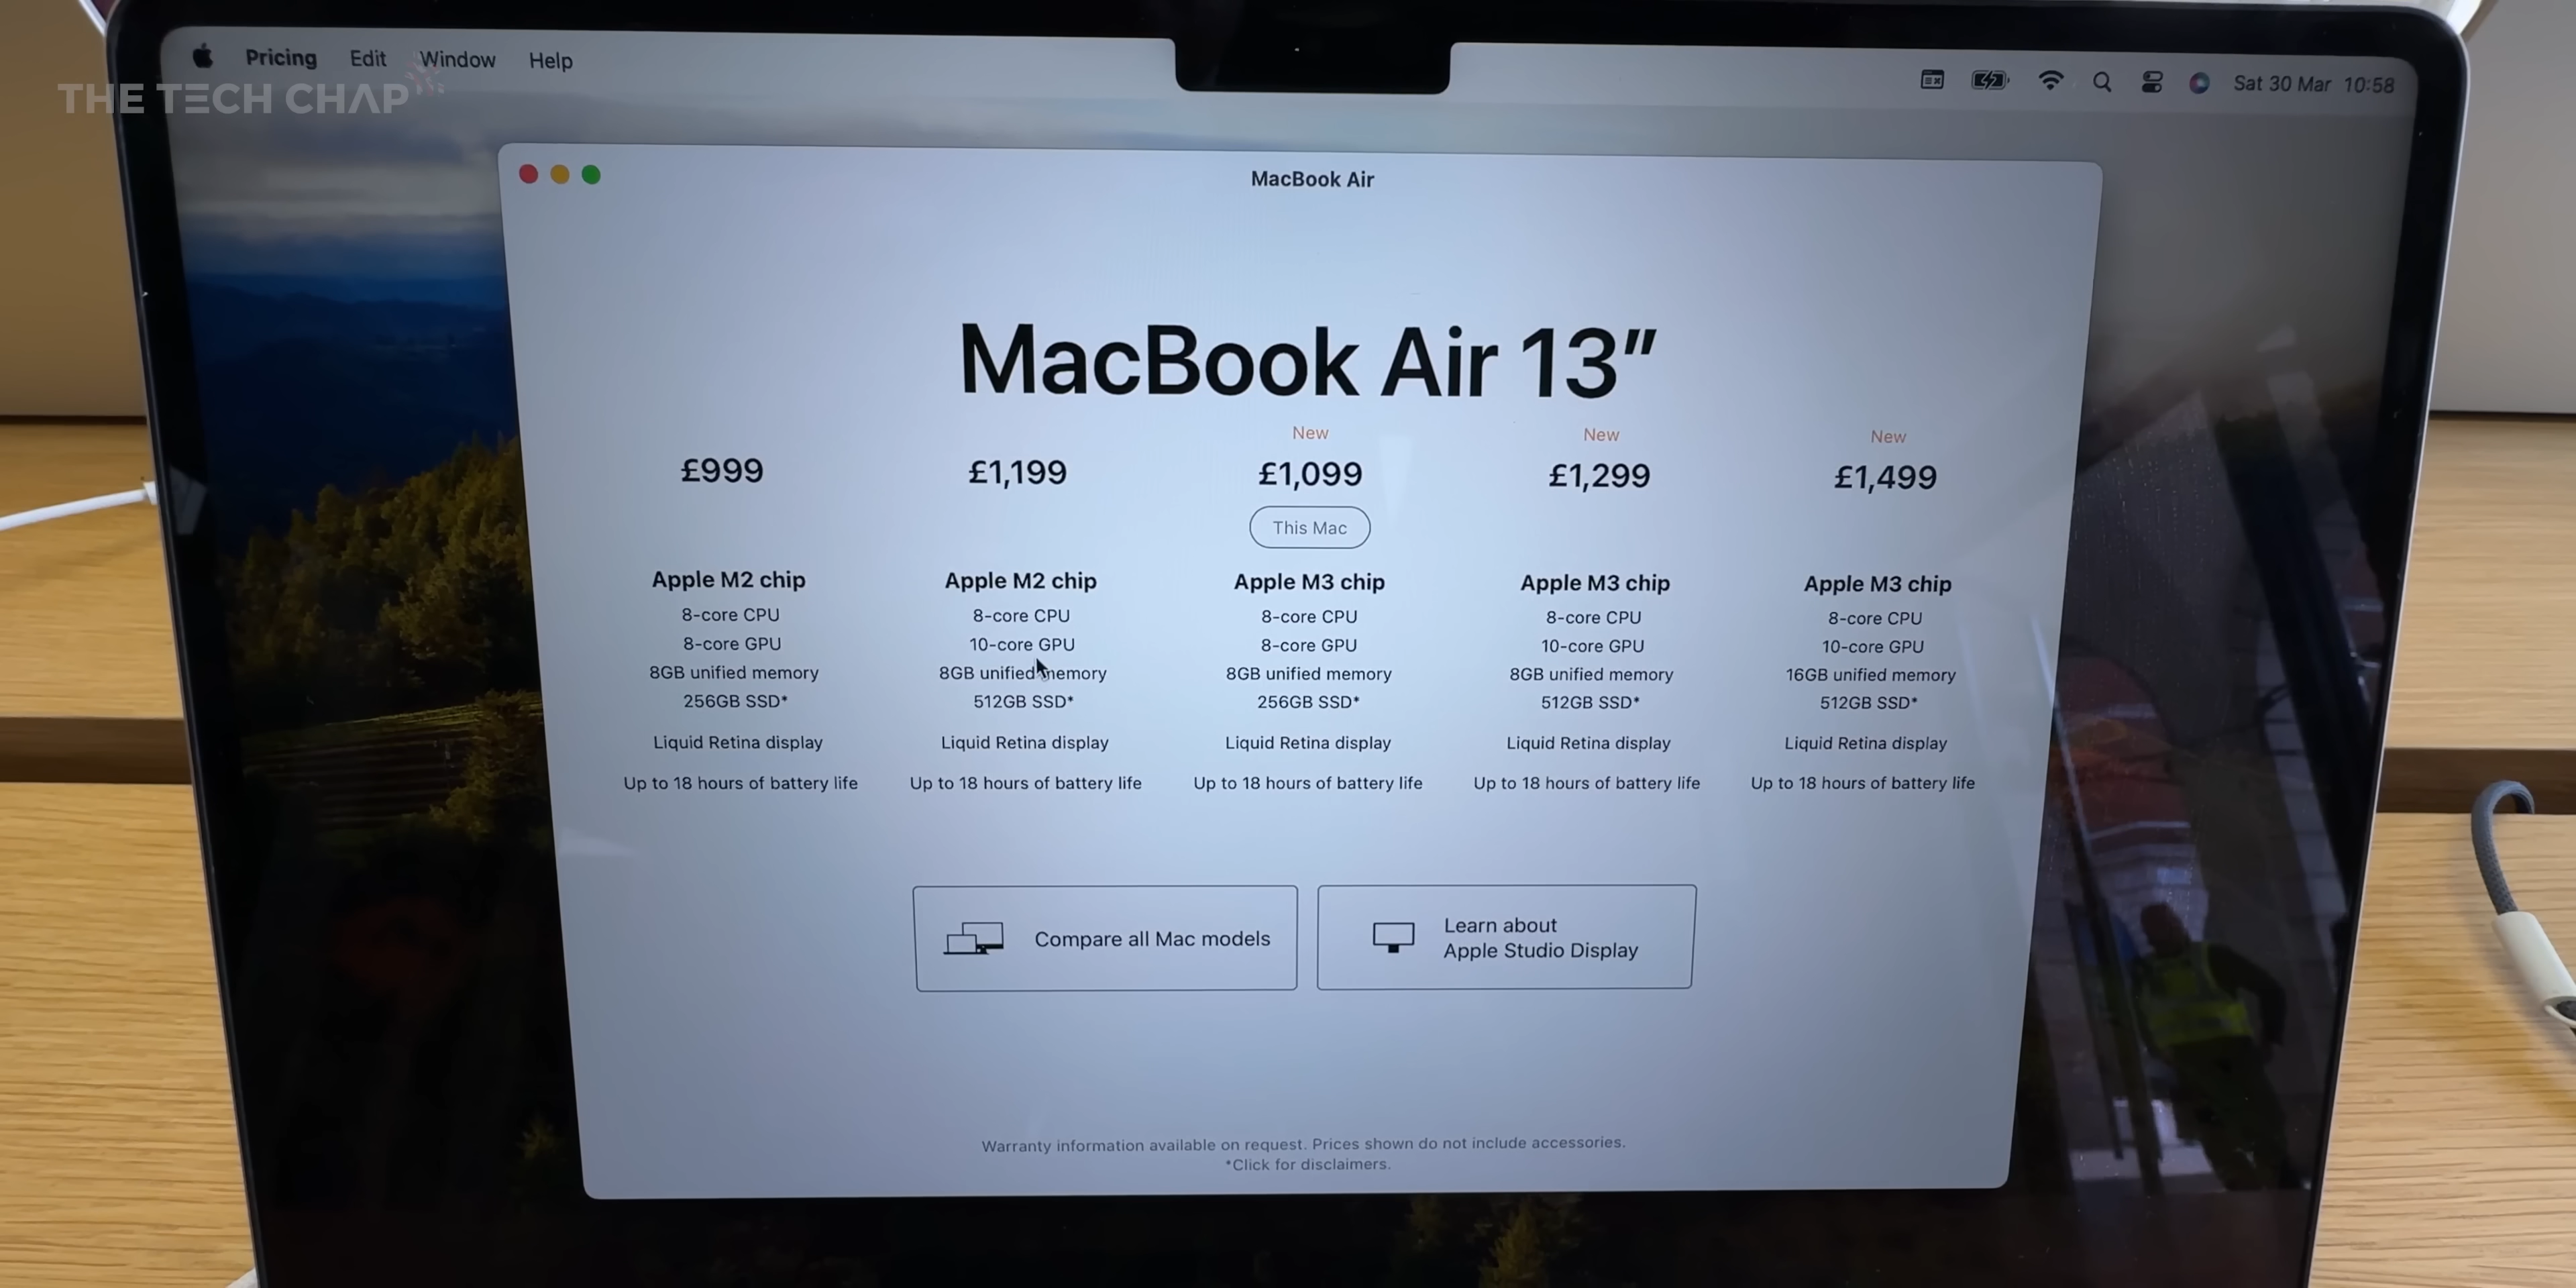 Pricing Edit Window Help
Sat 30 Mar 10:58
THE TECH CHAP
MacBook Air
MacBook Air 13"
New New New
£999 £1,199 £1,099 £1,299 £1,499
This Mac
Apple M2 chip Apple M2 chip Apple M3 chip Apple M3 chip Apple M3 chip
8-core CPU 8-core CPU 8-core CPU 8-core CPU 8-core CPU
8-core GPU 10-core GPU 8-core GPU 10-core GPU 10-core GPU
8GB unified memory 8GB unified memory 8GB unified memory 8GB unified memory 16GB unified memory
256GB SSD* 512GB SSD* 256GB SSD* 512GB SSD* 512GB SSD*
Liquid Retina display Liquid Retina display Liquid Retina display Liquid Retina display Liquid Retina display
Up to 18 hours of battery life Up to 18 hours of battery life Up to 18 hours of battery life Up to 18 hours of battery life Up to 18 hours of battery life
Compare all Mac models
Learn about
Apple Studio Display
Warranty information available on request. Prices shown do not include accessories.
*Click for disclaimers.